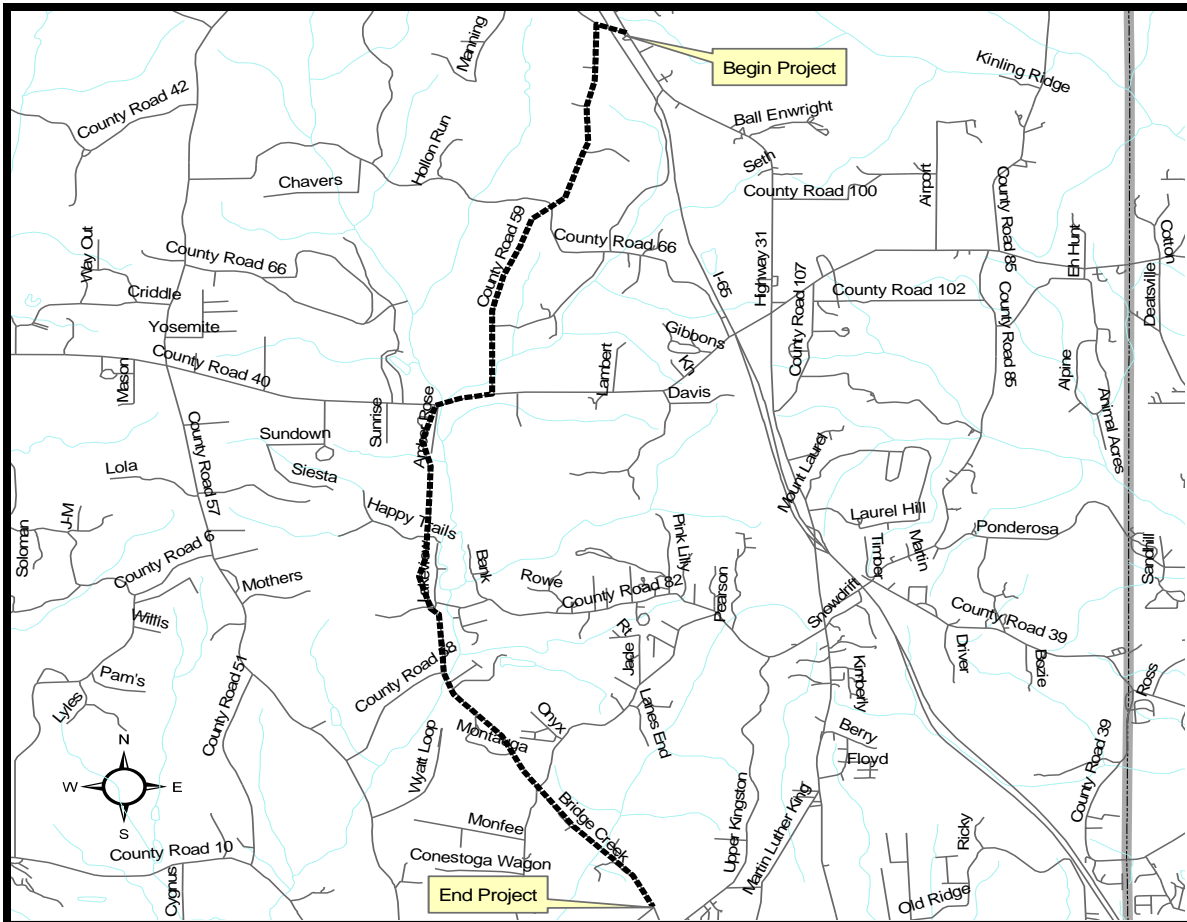 Manning
Begin Project
Kinling Ridge
County Road 42
Ball Enwright
Hollon Run
Seth
Chavers
County Road 100
Airport
County Road 85
Cotton
County Road 59
County Road 66
Way Out
County Road 66
Eh Hunt
I-65
Highway 31
County Road 107
County Road 102
Criddle
Deatsville
Yosemite
Gibbons
County Road 85
County Road 40
Mason
Lambert
Davis
Alpine
Sunrise
Animal Acres
Sundown
County Road 57
Lola
Siesta
Mount Laurel
Happy Trails
Laurel Hill
J-M
Soloman
Pink Lilly
Timber
Martin
Ponderosa
County Road 6
Bank
Rowe
County Road 82
Pearson
Sandhill
Mothers
Snowdrift
County Road 39
Willis
Rt
Jade
Driver
Bozie
Kimberly
Ross
Pam's
Lyles
County Road 51
Wyatt Loop
Onyx
Montauga
Lanes End
Berry
Floyd
N
W
E
S
County Road 39
Bridge Creek
Upper Kingston
Martin Luther King
Monfee
Ricky
County Road 10
Conestoga Wagon
Cygnus
Old Ridge
End Project